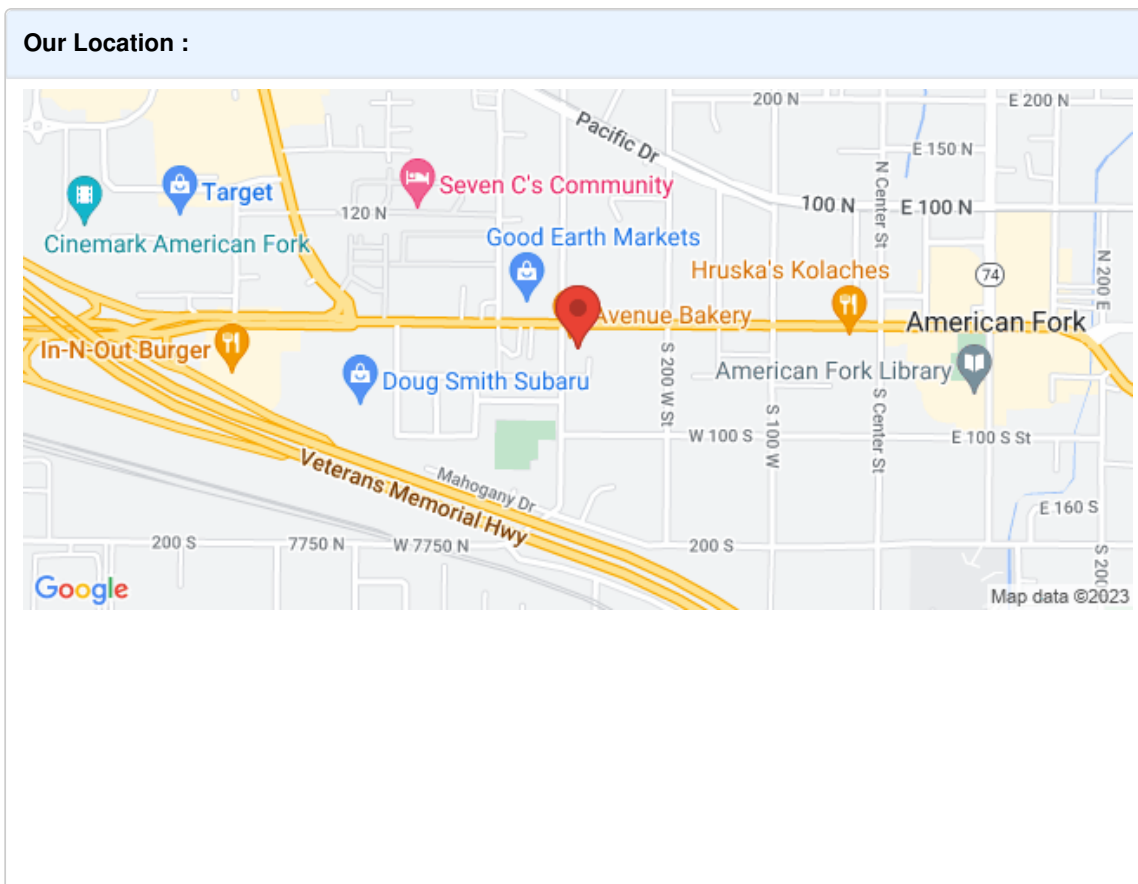 Our Location :
200 N
E 200 N
Pacific Dr
E 150 N
Target
Seven C's Community
120 N
N Center St
100 N
E 100 N
Cinemark American Fork
Good Earth Markets
Hruska's Kolaches
74
N 200 E
Avenue Bakery
American Fork
In-N-Out Burger
Doug Smith Subaru
S 200 W St
American Fork Library
S 100 W
S Center St
W 100 S
E 100 S St
Veterans Memorial Hwy
Mahogany Dr
E 160 S
200 S
7750 N
W 7750 N
200 S
Google
Map data ©2023